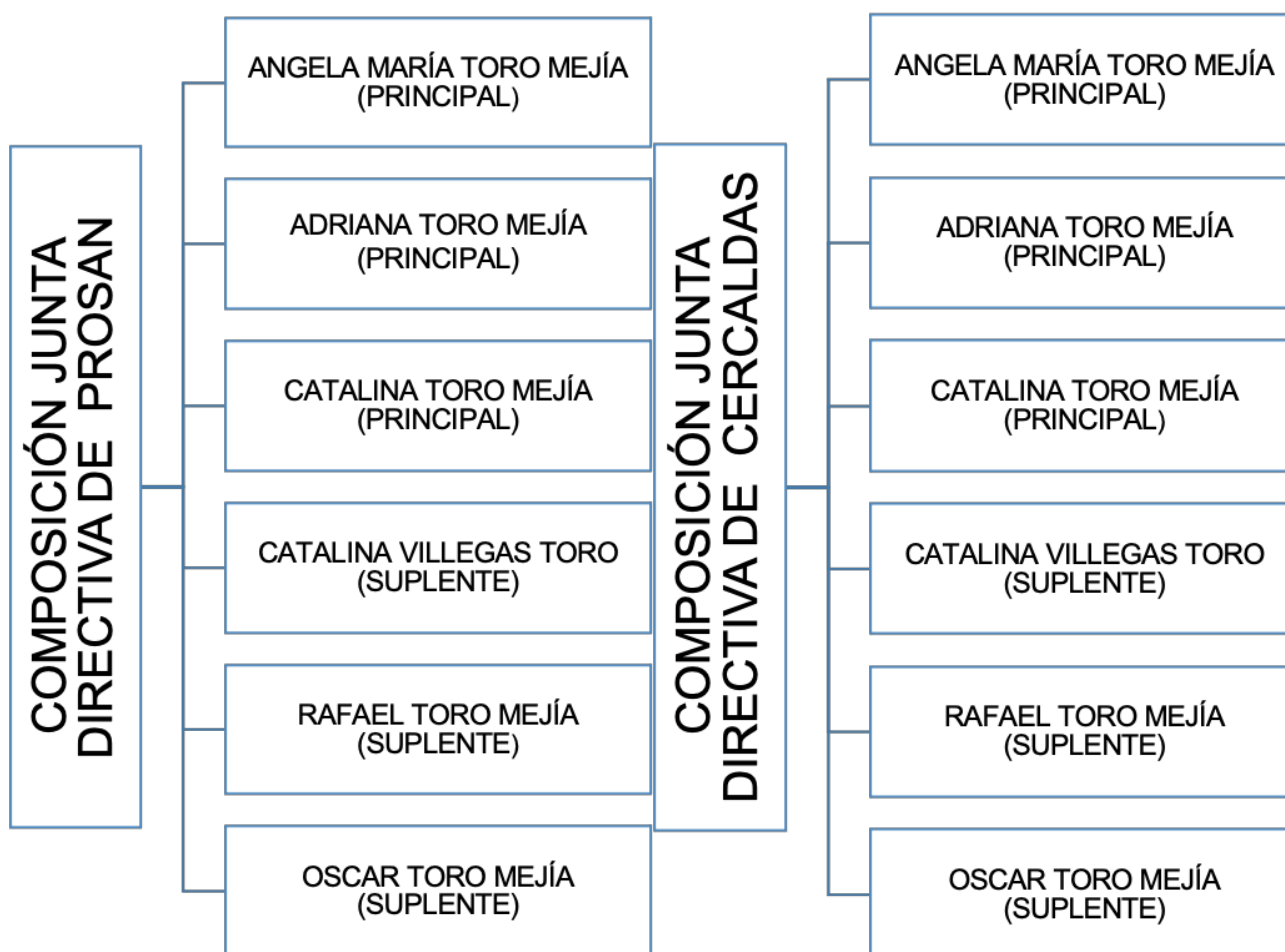 COMPOSICIÓN JUNTA
DIRECTIVA DE PROSAN
ANGELA MARÍA TORO MEJÍA
(PRINCIPAL)
ADRIANA TORO MEJÍA
(PRINCIPAL)
CATALINA TORO MEJÍA
(PRINCIPAL)
CATALINA VILLEGAS TORO
(SUPLENTE)
RAFAEL TORO MEJÍA
(SUPLENTE)
OSCAR TORO MEJÍA
(SUPLENTE)
COMPOSICIÓN JUNTA
DIRECTIVA DE CERCALDAS
ANGELA MARÍA TORO MEJÍA
(PRINCIPAL)
ADRIANA TORO MEJÍA
(PRINCIPAL)
CATALINA TORO MEJÍA
(PRINCIPAL)
CATALINA VILLEGAS TORO
(SUPLENTE)
RAFAEL TORO MEJÍA
(SUPLENTE)
OSCAR TORO MEJÍA
(SUPLENTE)